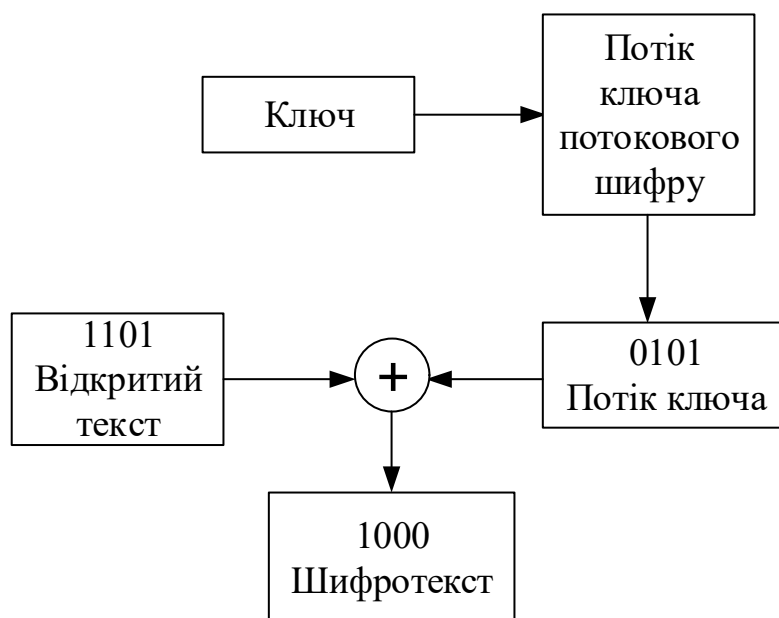 Ключ
Потік
ключа
потокового
шифру
1101
Відкритий
текст
+
0101
Потік ключа
1000
Шифротекст